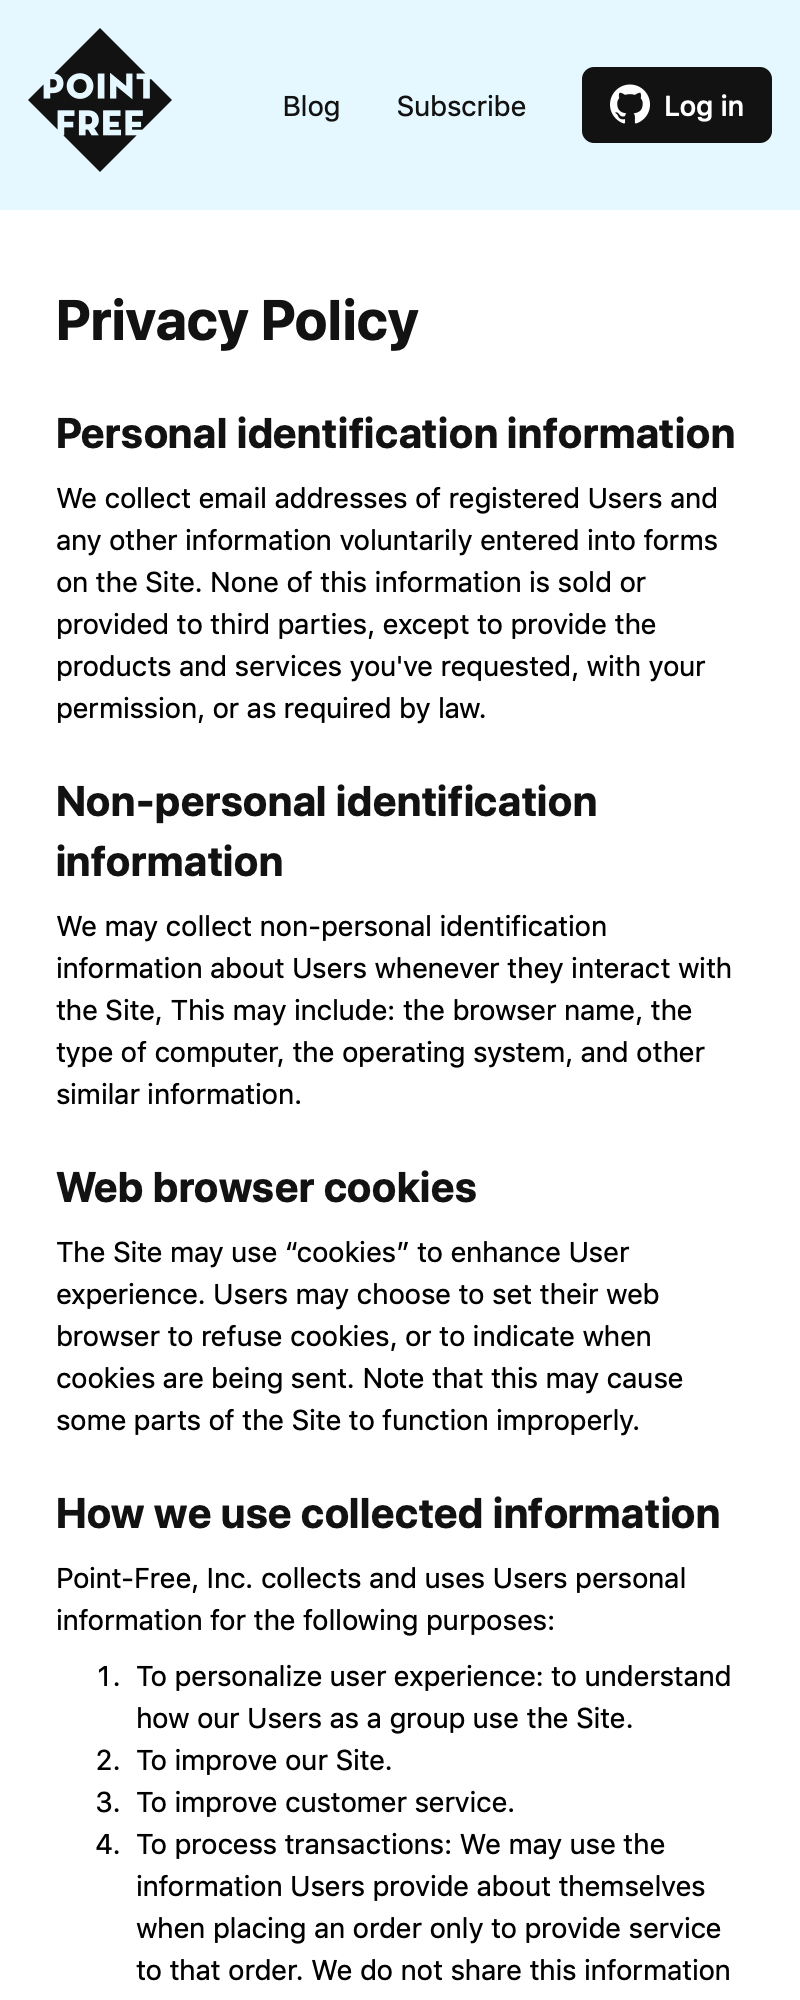 POINT
FREE
Blog
Subscribe
Log in
Privacy Policy
Personal identification information
We collect email addresses of registered Users and
any other information voluntarily entered into forms
on the Site. None of this information is sold or
provided to third parties, except to provide the
products and services you've requested, with your
permission, or as required by law.
Non-personal identification
information
We may collect non-personal identification
information about Users whenever they interact with
the Site, This may include: the browser name, the
type of computer, the operating system, and other
similar information.
Web browser cookies
The Site may use “cookies” to enhance User
experience. Users may choose to set their web
browser to refuse cookies, or to indicate when
cookies are being sent. Note that this may cause
some parts of the Site to function improperly.
How we use collected information
Point-Free, Inc. collects and uses Users personal
information for the following purposes:
1. To personalize user experience: to understand
how our Users as a group use the Site.
2. To improve our Site.
3. To improve customer service.
4. To process transactions: We may use the
information Users provide about themselves
when placing an order only to provide service
to that order. We do not share this information